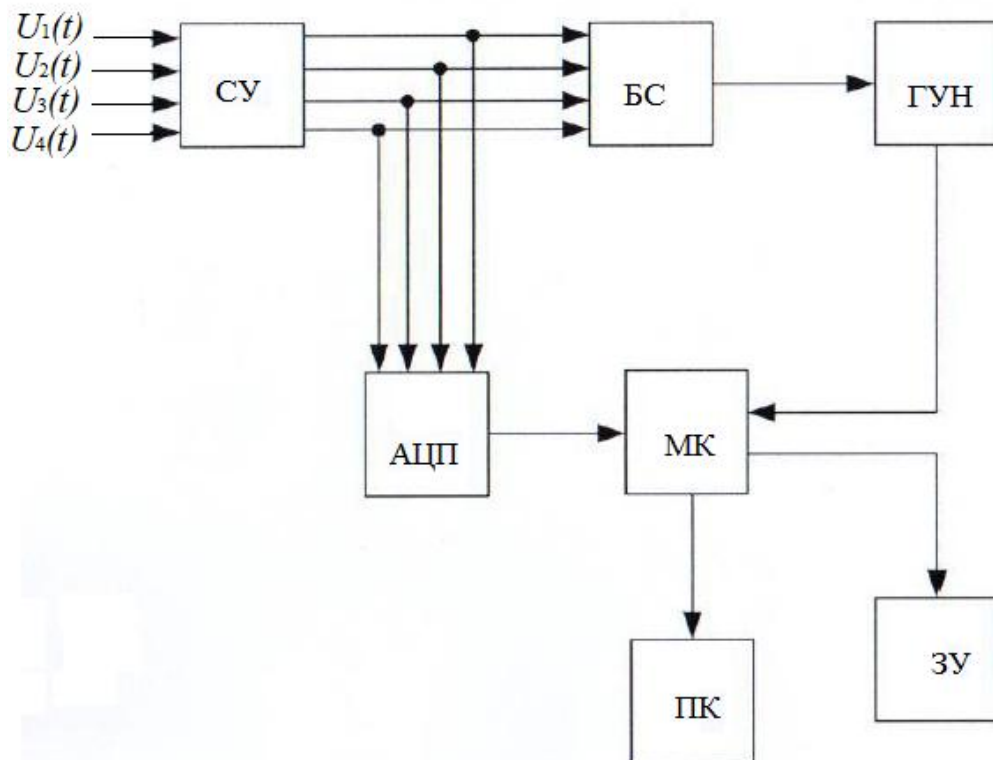 U1(t)
U2(t)
U3(t)
U4(t)
СУ
БС
ГУН
АЦП
МК
ПК
ЗУ